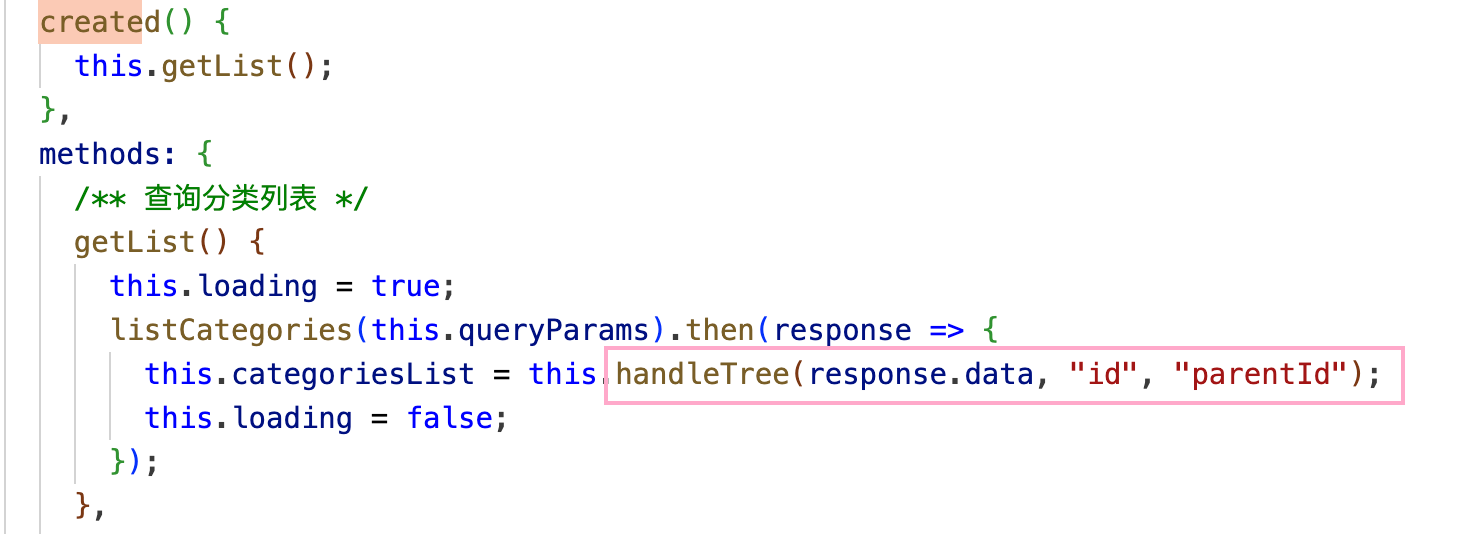 created() {
this.getList();
},
methods: {
/** 查询分类列表 */
getList() {
this.loading = true;
listCategories(this.queryParams).then(response => {
this.categoriesList = this.handleTree(response.data, "id", "parentId");
this.loading = false;
});
},